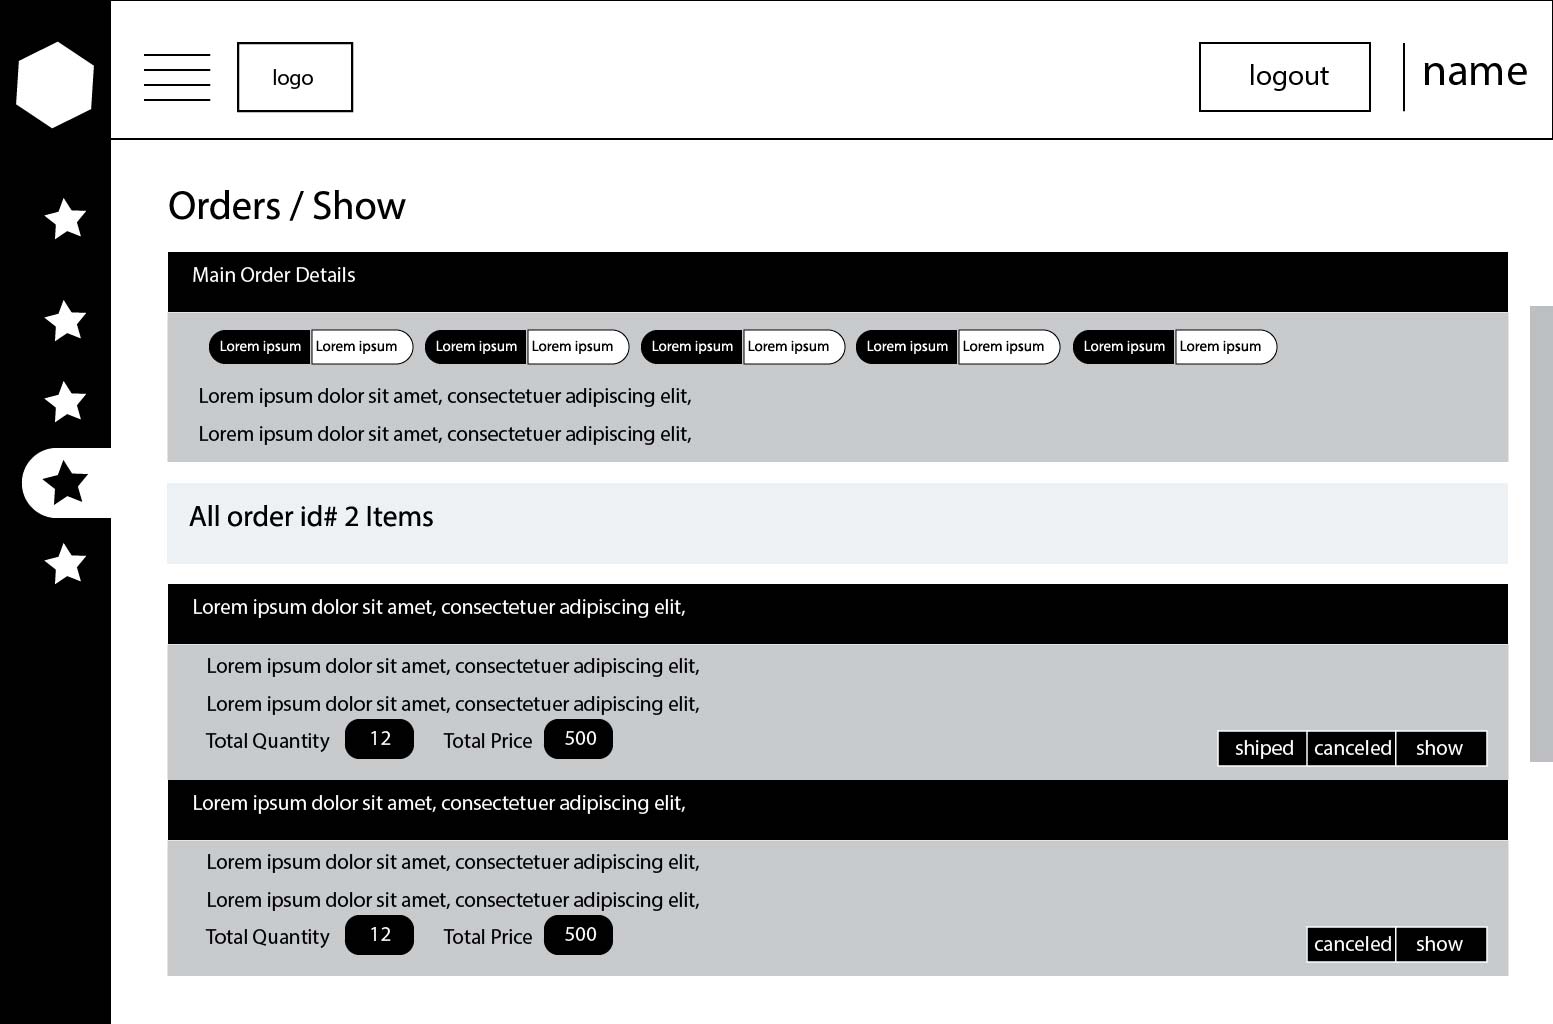 logo
logout
name
Orders / Show
Main Order Details
Lorem ipsum Lorem ipsum Lorem ipsum Lorem ipsum Lorem ipsum Lorem ipsum Lorem ipsum Lorem ipsum Lorem ipsum Lorem ipsum
Lorem ipsum dolor sit amet, consectetuer adipiscing elit,
Lorem ipsum dolor sit amet, consectetuer adipiscing elit,
All order id# 2 Items
Lorem ipsum dolor sit amet, consectetuer adipiscing elit,
Lorem ipsum dolor sit amet, consectetuer adipiscing elit,
Lorem ipsum dolor sit amet, consectetuer adipiscing elit,
Total Quantity 12 Total Price 500
shiped canceled show
Lorem ipsum dolor sit amet, consectetuer adipiscing elit,
Lorem ipsum dolor sit amet, consectetuer adipiscing elit,
Lorem ipsum dolor sit amet, consectetuer adipiscing elit,
Total Quantity 12 Total Price 500
canceled show